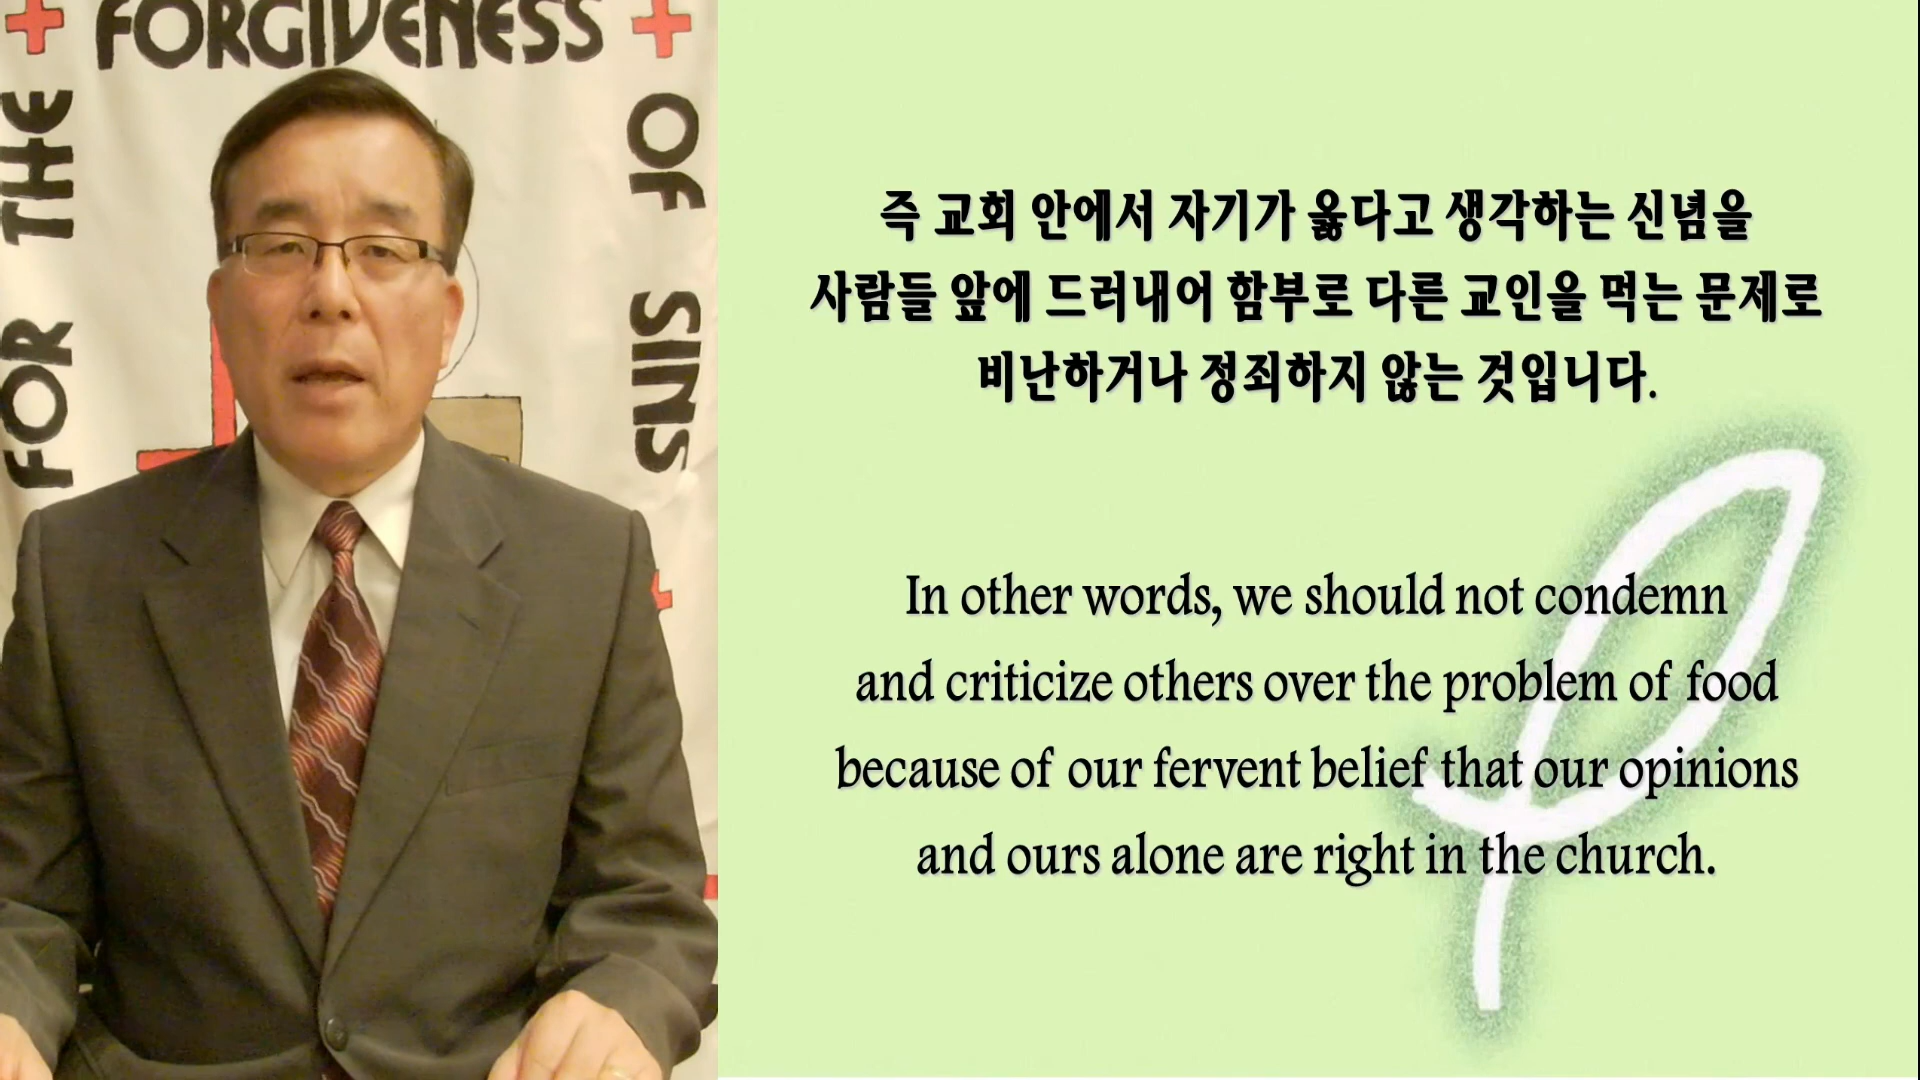 FOR THE
FORGIVENESS
OF SINS
즉 교회 안에서 자기가 옳다고 생각하는 신념을
사람들 앞에 드러내어 함부로 다른 교인을 먹는 문제로
비난하거나 정죄하지 않는 것입니다.
In other words, we should not condemn
and criticize others over the problem of food
because of our fervent belief that our opinions
and ours alone are right in the church.